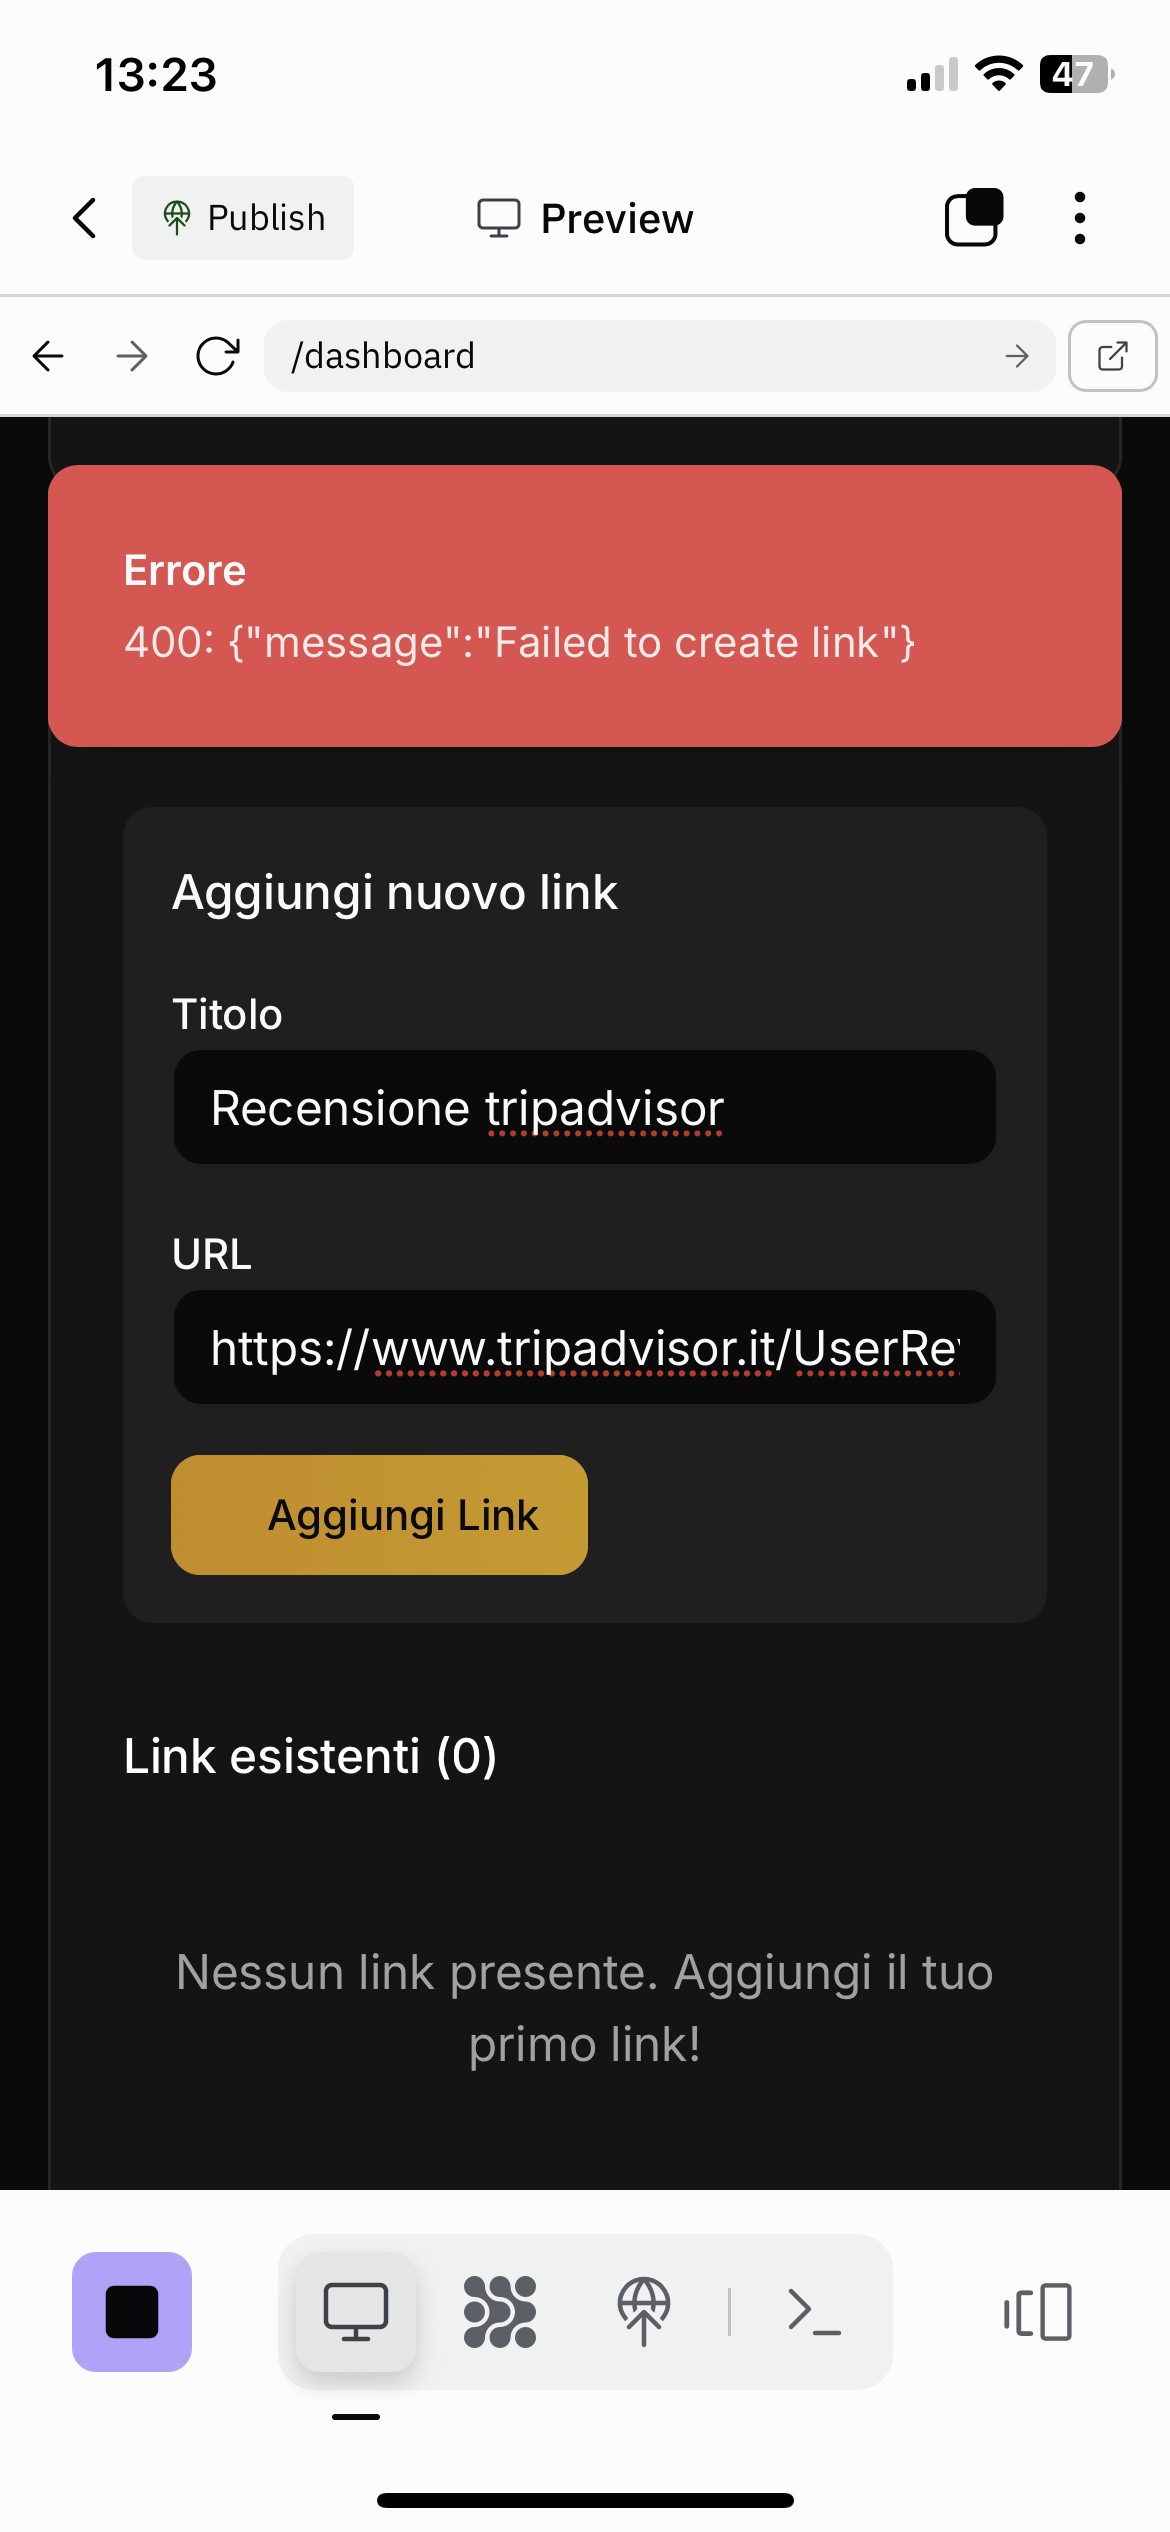 13:23
47
Publish
Preview
/dashboard
Errore
400: {"message":"Failed to create link"}
Aggiungi nuovo link
Titolo
Recensione tripadvisor
URL
https://www.tripadvisor.it/UserRev
Aggiungi Link
Link esistenti (0)
Nessun link presente. Aggiungi il tuo
primo link!